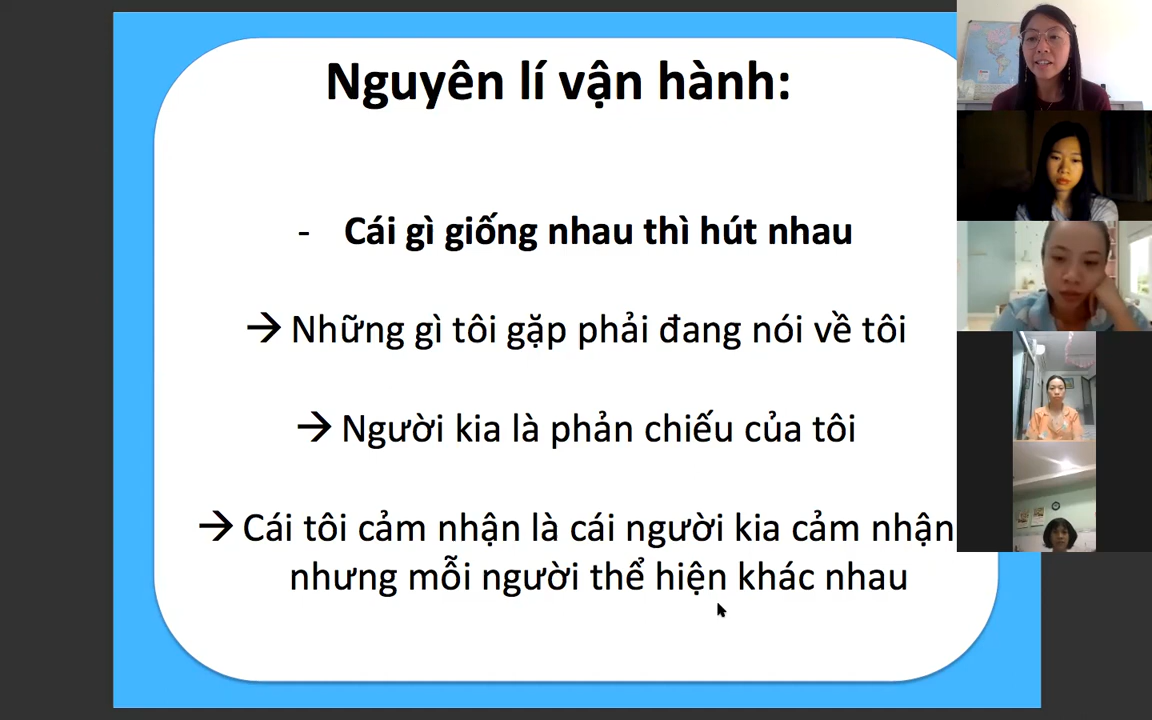 Nguyên lí vận hành:
- Cái gì giống nhau thì hút nhau
→ Những gì tôi gặp phải đang nói về tôi
→ Người kia là phản chiếu của tôi
→ Cái tôi cảm nhận là cái người kia cảm nhận
nhưng mỗi người thể hiện khác nhau